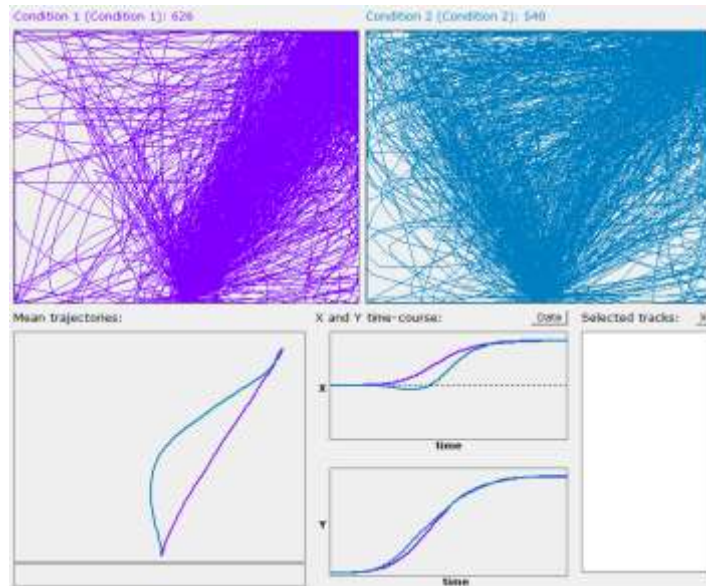 Condition 1 (Condition 1): 626
Condition 2 (Condition 2): 540
Mean trajectories:
X and Y time-course:
Data
Selected tracks:
X
time
Y
time